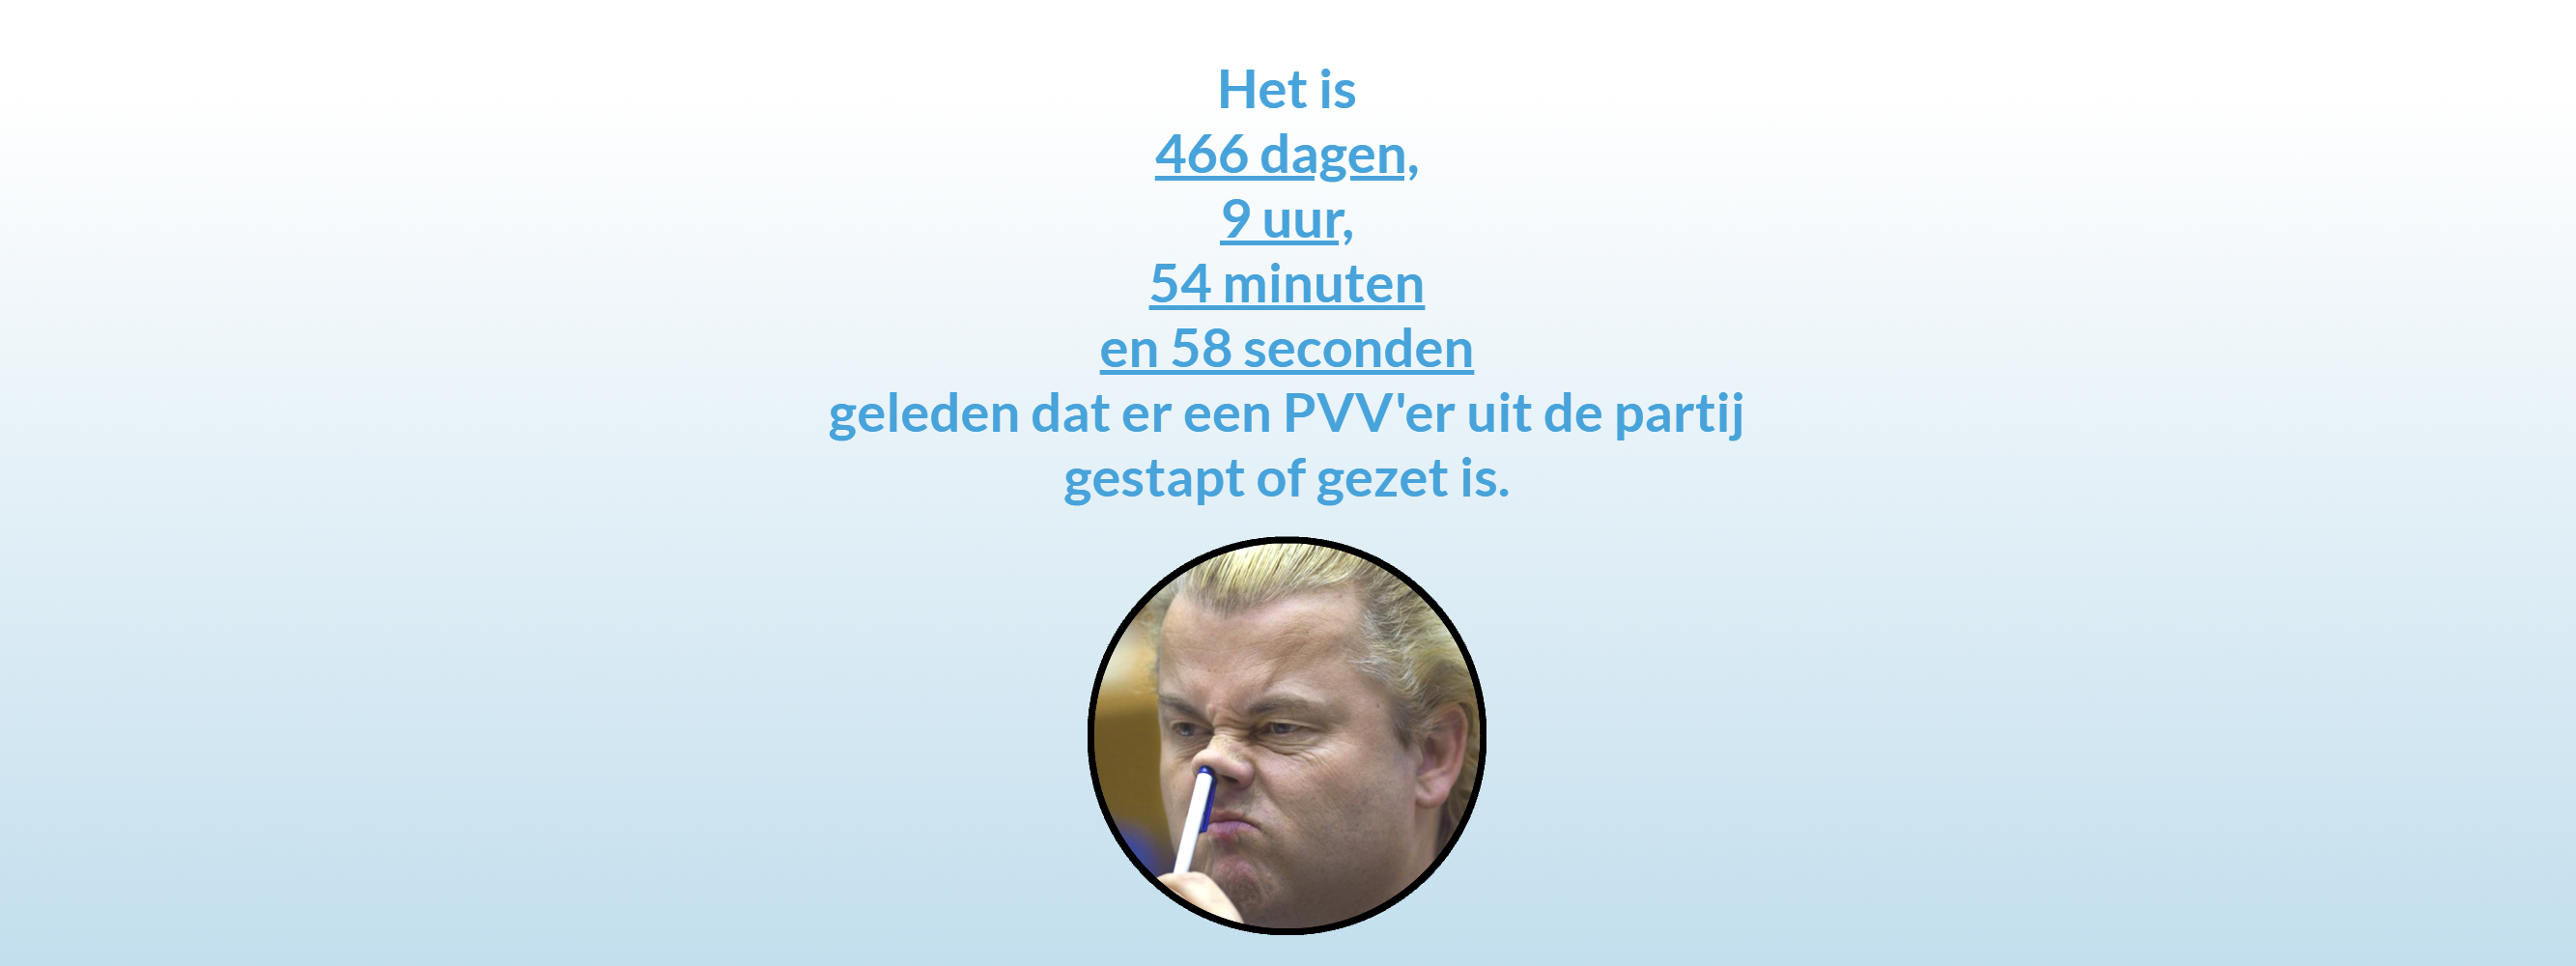 Het is
466 dagen,
9 uur,
54 minuten
en 58 seconden
geleden dat er een PVV'er uit de partij
gestapt of gezet is.